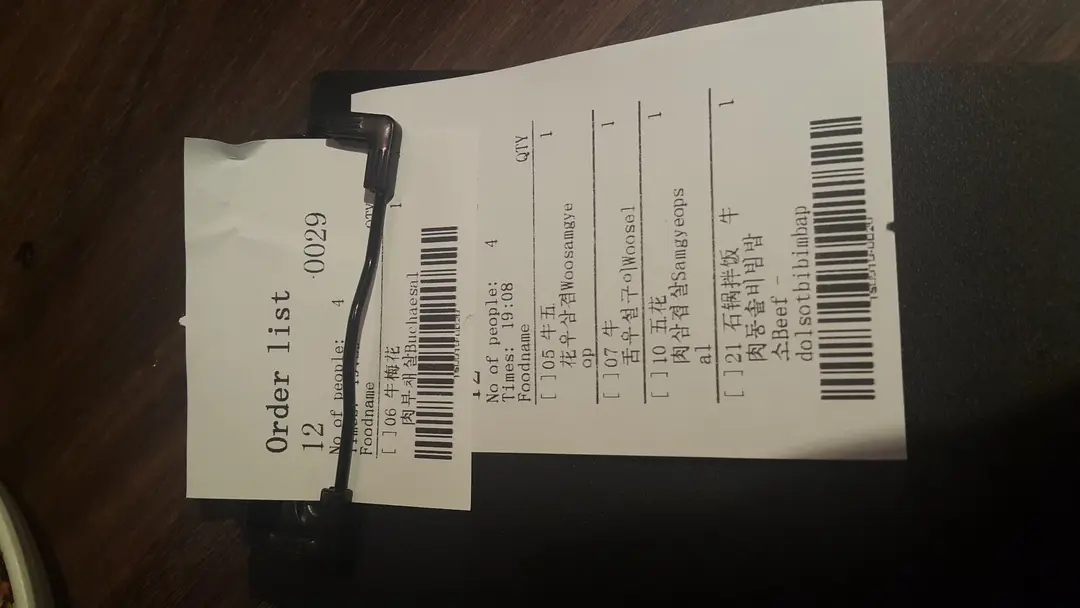 Order list
12
0029
No of people: 4
Foodname
[ ]06 牛梅花 1
肉부채살Buchaesal
No of people: 4
Times: 19:08
Foodname QTY
[ ]05 牛五 1
花우삼겹Woosamgye
op
[ ]07 牛 1
舌우설구이Woosel
[ ]10 五花 1
肉삼겹살Samgyeops
al
[ ]21 石锅拌饭 牛 1
肉동솔비빔밥
소Beef -
dolsotbibimbap